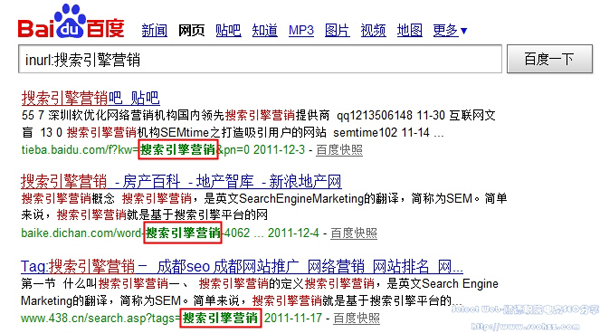 Bai du 百度
新闻 网页 贴吧 知道 MP3 图片 视频 地图 更多▼
inurl:搜索引擎营销 百度一下
搜索引擎营销吧_贴吧
55 7 深圳软优化网络营销机构国内领先搜索引擎营销提供商 qq1213506148 11-30 互联网文
盲 13 0 搜索引擎营销机构SEMtime之打造吸引用户的网站 semtime102 11-14 ...
tieba.baidu.com/f?kw=搜索引擎营销&pn=0 2011-12-3 - 百度快照
搜索引擎营销 - 房产百科 - 地产智库 - 新浪地产网
搜索引擎营销概念 搜索引擎营销，是英文SearchEngineMarketing的翻译，简称为SEM。简单
来说，搜索引擎营销就是基于搜索引擎平台的网
baike.dichan.com/word-搜索引擎营销-4062 ... 2011-12-4 - 百度快照
Tag:搜索引擎营销－ 成都seo 成都网站推广 网络营销 网站排名 网...
第一节 什么叫搜索引擎营销一、 搜索引擎营销的定义搜索引擎营销，是英文Search Engine
Marketing的翻译，简称为SEM。简单来说，搜索引擎营销就是基于搜索引擎平台的...
www.438.cn/search.asp?tags=搜索引擎营销 2011-11-17 - 百度快照